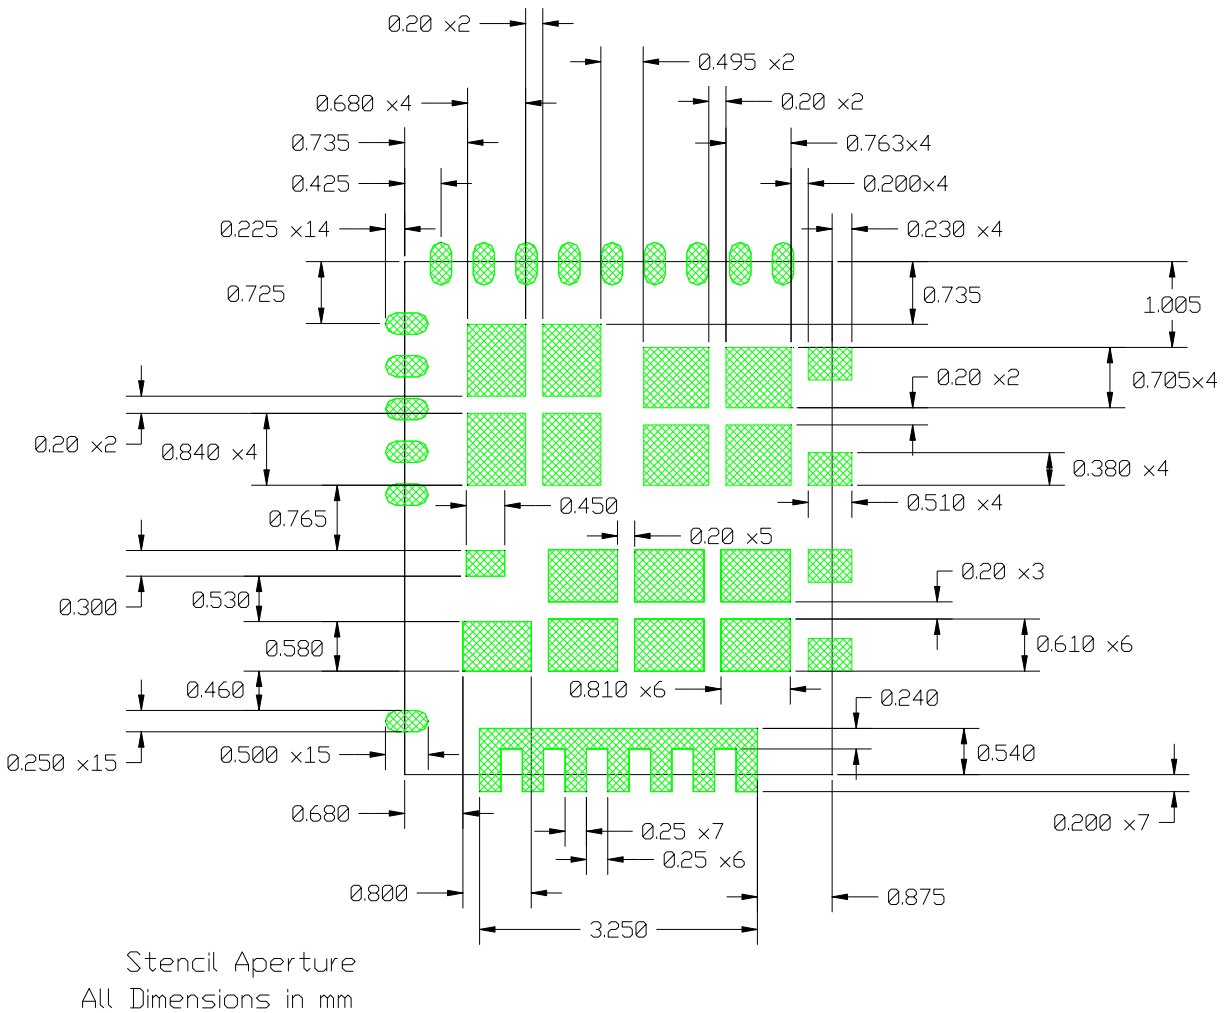 0.20 x2
0.495 x2
0.680 x4
0.20 x2
0.735
0.763x4
0.425
0.200x4
0.225 x14
0.230 x4
0.725
0.735
1.005
0.20 x2
0.705x4
0.20 x2
0.840 x4
0.380 x4
0.450
0.510 x4
0.765
0.20 x5
0.20 x3
0.300
0.530
0.580
0.610 x6
0.460
0.810 x6
0.240
0.250 x15
0.500 x15
0.540
0.680
0.25 x7
0.200 x7
0.25 x6
0.800
0.875
3.250
Stencil Aperture
All Dimensions in mm